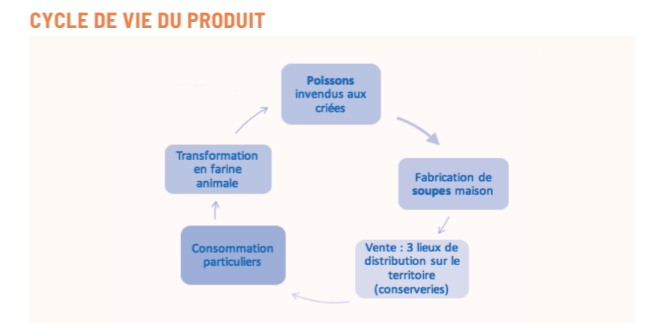 CYCLE DE VIE DU PRODUIT
Poissons
invendus aux
criées
Fabrication de
soupes maison
Vente : 3 lieux de
distribution sur le
territoire
(conserveries)
Consommation
particuliers
Transformation
en farine
animale